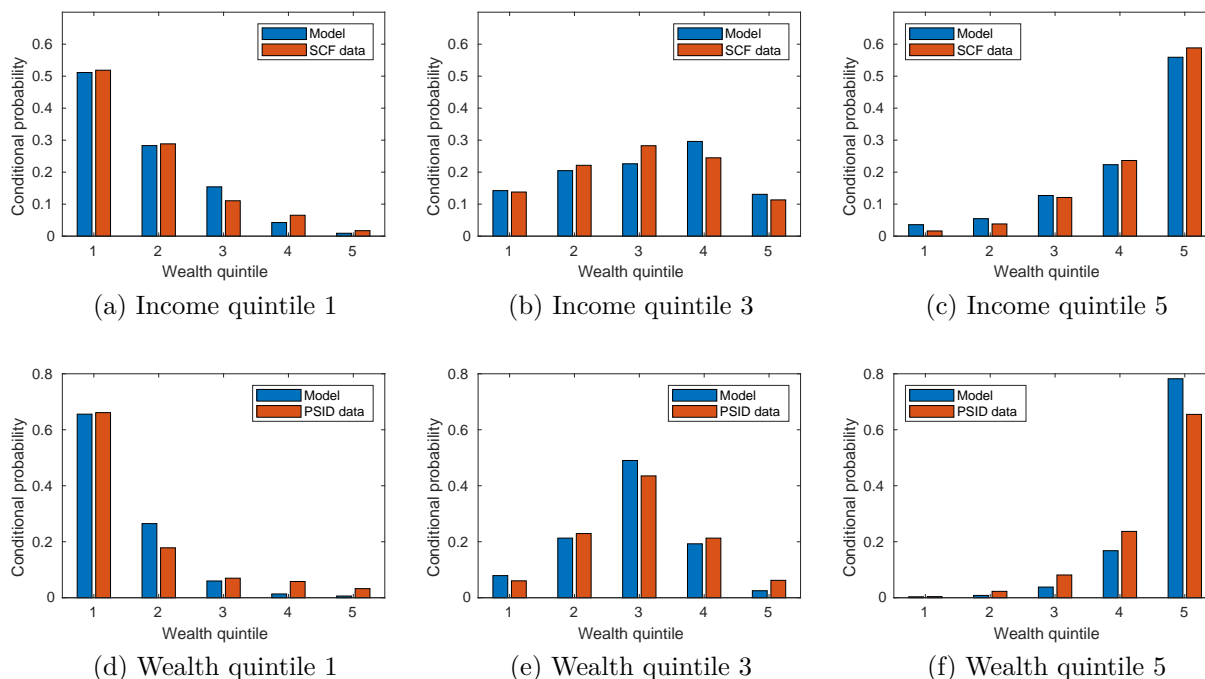 Conditional probability
0.6
0.5
0.4
0.3
0.2
0.1
0
Model
SCF data
1 2 3 4 5
Wealth quintile
(a) Income quintile 1
Conditional probability
0.6
0.5
0.4
0.3
0.2
0.1
0
Model
SCF data
1 2 3 4 5
Wealth quintile
(b) Income quintile 3
Conditional probability
0.6
0.5
0.4
0.3
0.2
0.1
0
Model
SCF data
1 2 3 4 5
Wealth quintile
(c) Income quintile 5
Conditional probability
0.8
0.6
0.4
0.2
0
Model
PSID data
1 2 3 4 5
Wealth quintile
(d) Wealth quintile 1
Conditional probability
0.8
0.6
0.4
0.2
0
Model
PSID data
1 2 3 4 5
Wealth quintile
(e) Wealth quintile 3
Conditional probability
0.8
0.6
0.4
0.2
0
Model
PSID data
1 2 3 4 5
Wealth quintile
(f) Wealth quintile 5